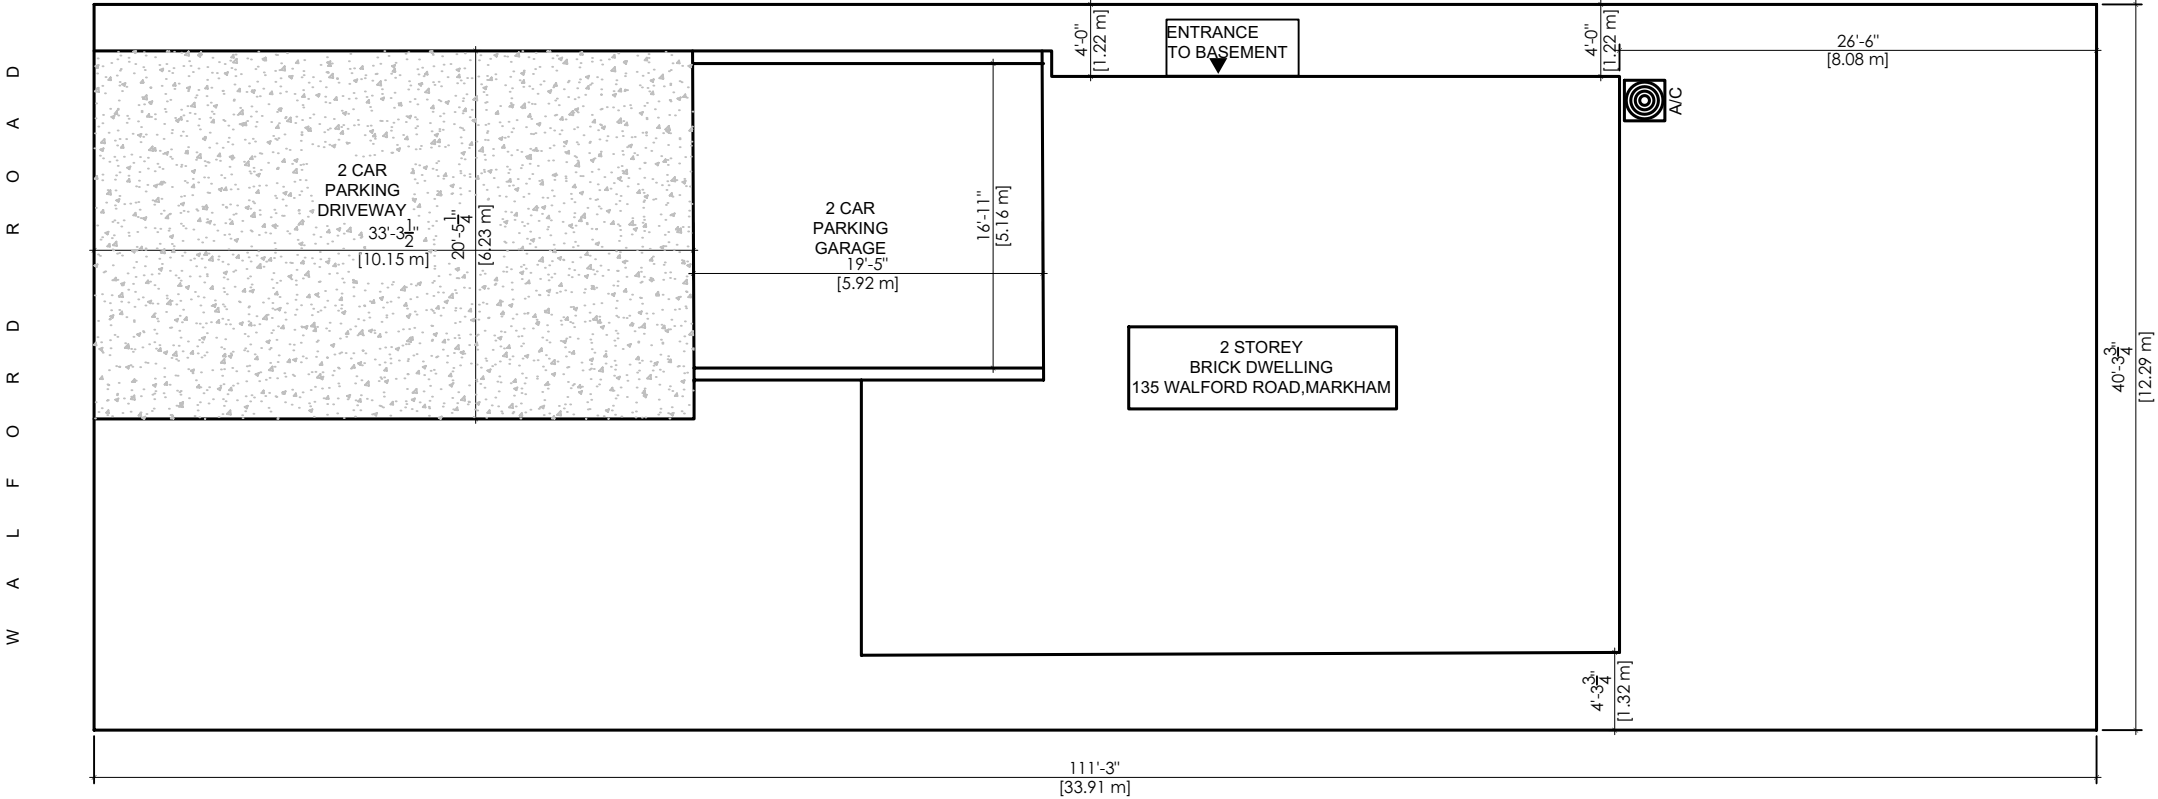 4'-0"
[1.22 m]
ENTRANCE
TO BASEMENT
4'-0"
[1.22 m]
26'-6"
[8.08 m]
A/C
WALFORD ROAD
2 CAR
PARKING
DRIVEWAY
33'-3 1/2"
[10.15 m]
20'-5 1/4"
[6.23 m]
2 CAR
PARKING
GARAGE
19'-5"
[5.92 m]
16'-11"
[5.16 m]
2 STOREY
BRICK DWELLING
135 WALFORD ROAD,MARKHAM
40'-3 3/4"
[12.29 m]
4'-3 3/4"
[1.32 m]
111'-3"
[33.91 m]